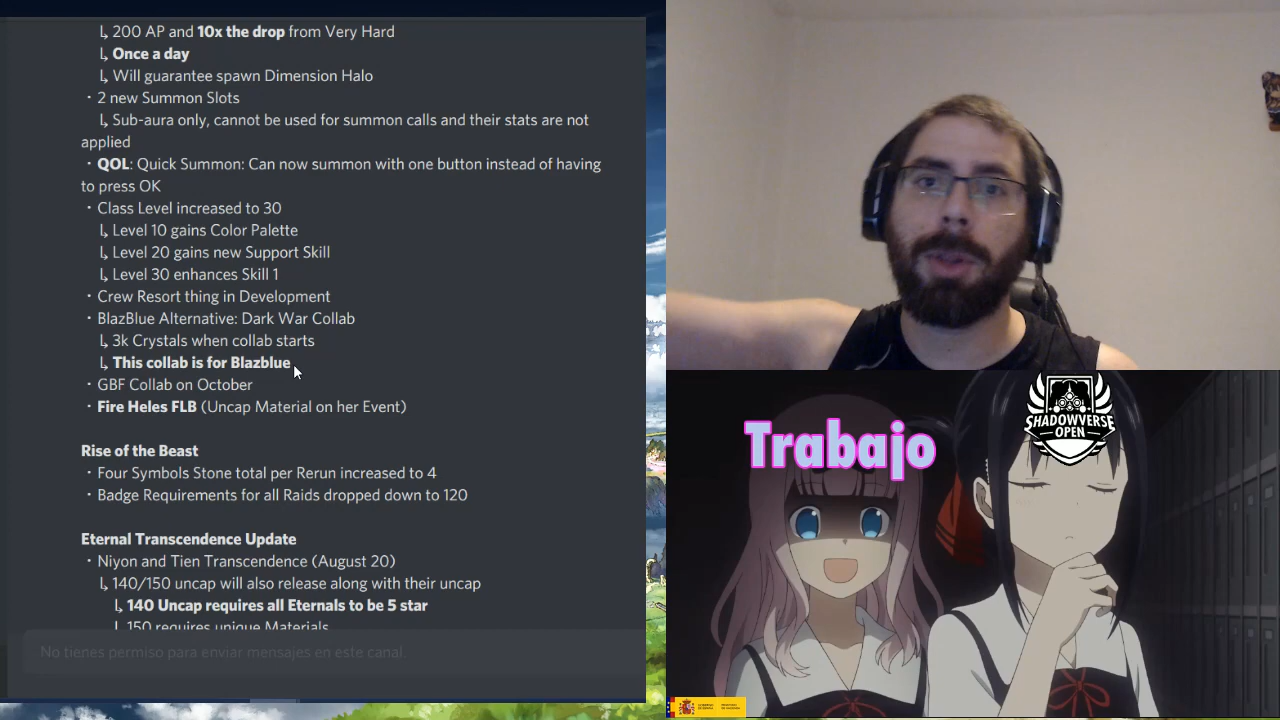 ↳ 200 AP and 10x the drop from Very Hard
↳ Once a day
↳ Will guarantee spawn Dimension Halo
· 2 new Summon Slots
↳ Sub-aura only, cannot be used for summon calls and their stats are not
applied
· QOL: Quick Summon: Can now summon with one button instead of having
to press OK
· Class Level increased to 30
↳ Level 10 gains Color Palette
↳ Level 20 gains new Support Skill
↳ Level 30 enhances Skill 1
· Crew Resort thing in Development
· BlazBlue Alternative: Dark War Collab
↳ 3k Crystals when collab starts
↳ This collab is for Blazblue
· GBF Collab on October
· Fire Heles FLB (Uncap Material on her Event)
Rise of the Beast
· Four Symbols Stone total per Rerun increased to 4
· Badge Requirements for all Raids dropped down to 120
Eternal Transcendence Update
· Niyon and Tien Transcendence (August 20)
↳ 140/150 uncap will also release along with their uncap
↳ 140 Uncap requires all Eternals to be 5 star
↳ 150 requires unique Materials
No tienes permiso para enviar mensajes en este canal.
Trabajo
SHADOWVERSE
OPEN